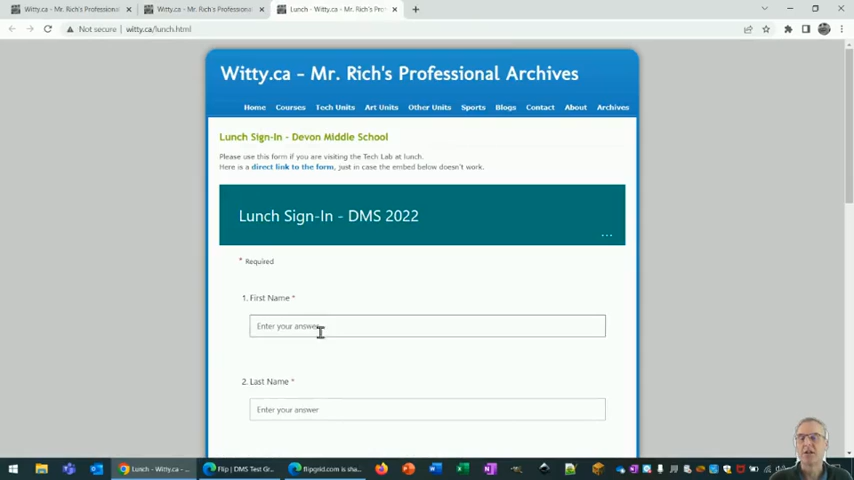 Witty.ca - Mr. Rich's Professional
Witty.ca - Mr. Rich's Professional
Lunch - Witty.ca - Mr. Rich's Pro
Not secure
witty.ca/lunch.html
Witty.ca - Mr. Rich's Professional Archives
Home Courses Tech Units Art Units Other Units Sports Blogs Contact About Archives
Lunch Sign-In - Devon Middle School
Please use this form if you are visiting the Tech Lab at lunch.
Here is a direct link to the form, just in case the embed below doesn't work.
Lunch Sign-In - DMS 2022
...
* Required
1. First Name *
Enter your answer
2. Last Name *
Enter your answer
Lunch - Witty.ca - ...
Flip | DMS Test Gr...
flipgrid.com is sha...